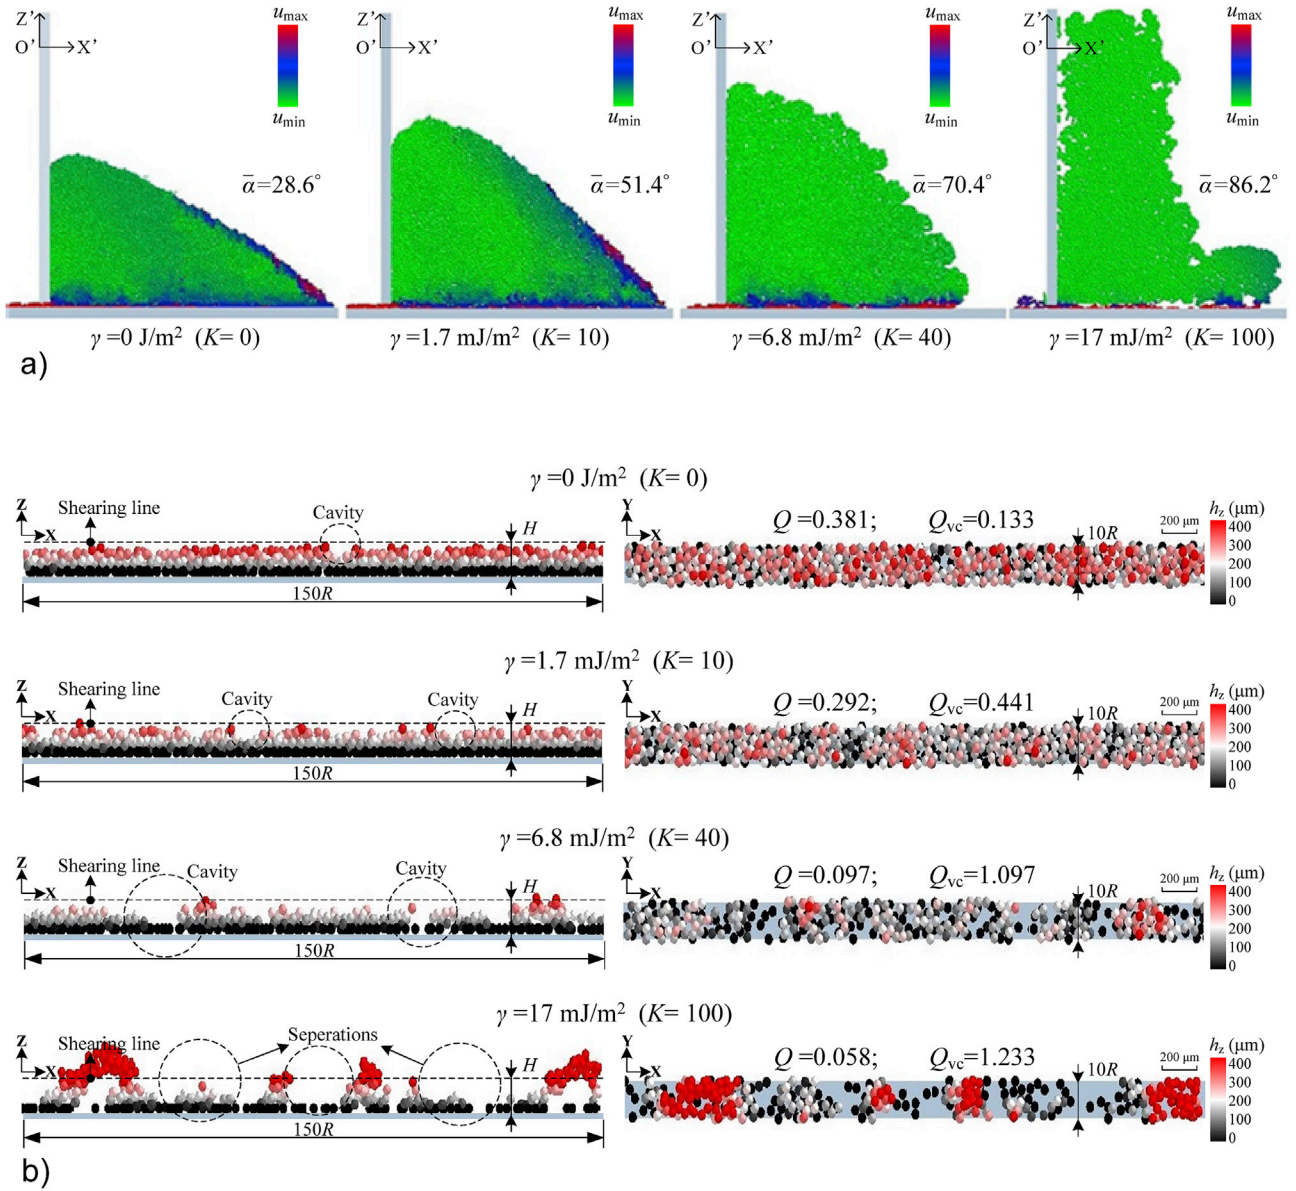 Z' u_max Z' u_max Z' u_max Z' u_max
O' X' O' X' O' X' O' X'
u_min u_min u_min u_min
ᾱ=28.6° ᾱ=51.4° ᾱ=70.4° ᾱ=86.2°
γ=0 J/m² (K= 0) γ=1.7 mJ/m² (K= 10) γ=6.8 mJ/m² (K= 40) γ=17 mJ/m² (K= 100)
a)
γ=0 J/m² (K= 0)
Z Shearing line Cavity H
X
150R
Y Q=0.381; Q_vc=0.133 10R 200 μm h_z (μm)
X
400
300
200
100
0
γ=1.7 mJ/m² (K= 10)
Z Shearing line Cavity Cavity H
X
150R
Y Q=0.292; Q_vc=0.441 10R 200 μm h_z (μm)
X
400
300
200
100
0
γ=6.8 mJ/m² (K= 40)
Z Shearing line Cavity Cavity H
X
150R
Y Q=0.097; Q_vc=1.097 10R 200 μm h_z (μm)
X
400
300
200
100
0
γ=17 mJ/m² (K= 100)
Z Shearing line Seperations H
X
150R
Y Q=0.058; Q_vc=1.233 10R 200 μm h_z (μm)
X
400
300
200
100
0
b)